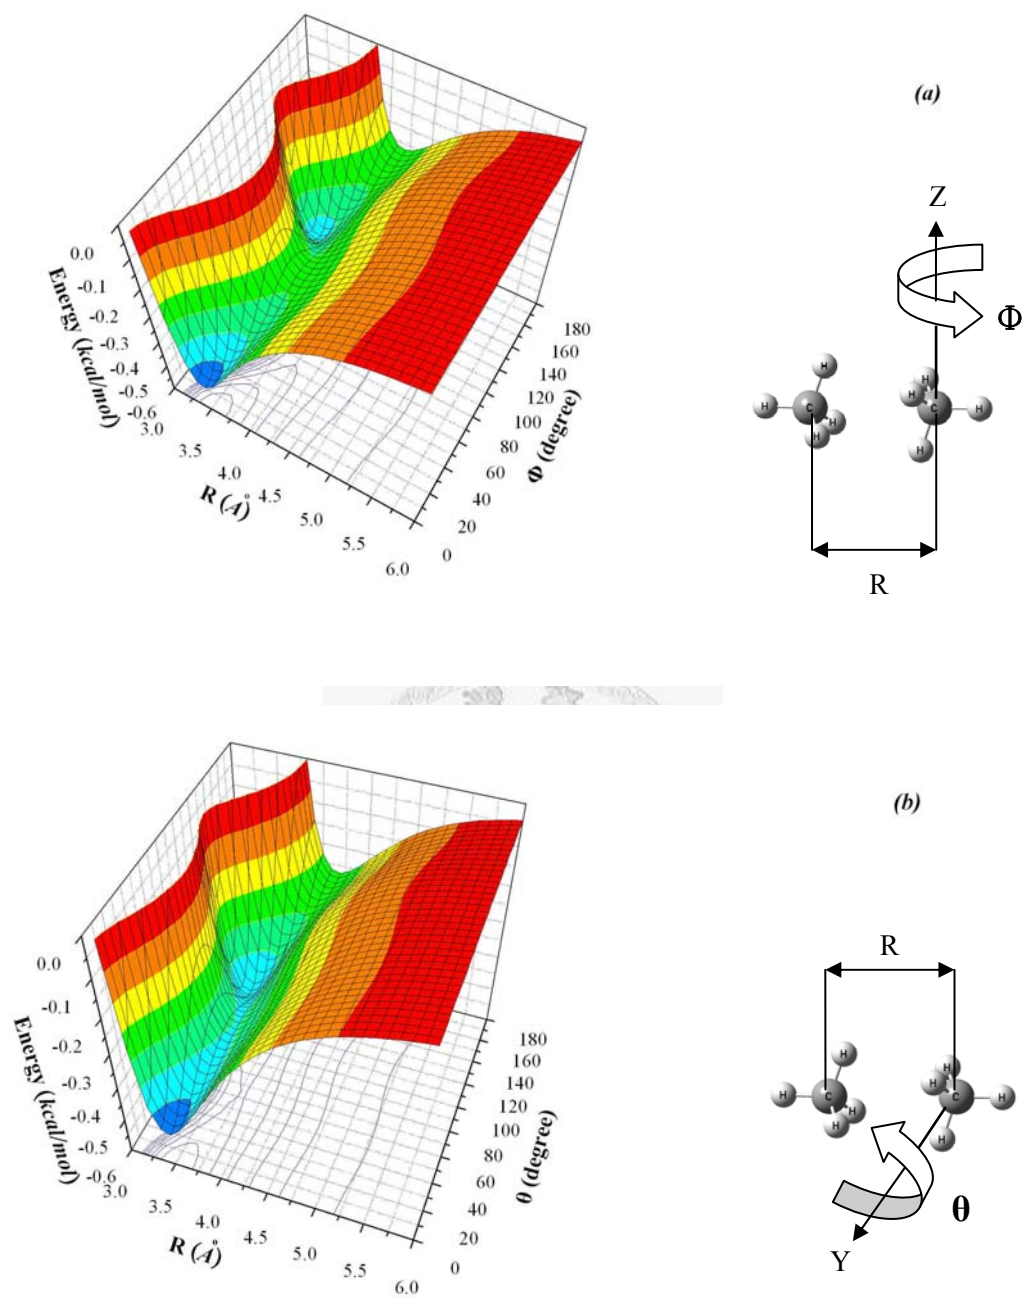 (a)
Z
Φ
H
H
H
H
C
H
H
C
H
H
R
0.0
-0.1
-0.2
-0.3
-0.4
-0.5
-0.6
Energy (kcal/mol)
3.0
3.5
4.0
4.5
5.0
5.5
6.0
R (Å)
0
20
40
60
80
100
120
140
160
180
Φ (degree)
(b)
R
H
H
H
H
C
H
H
C
H
H
θ
Y
0.0
-0.1
-0.2
-0.3
-0.4
-0.5
-0.6
Energy (kcal/mol)
3.0
3.5
4.0
4.5
5.0
5.5
6.0
R (Å)
0
20
40
60
80
100
120
140
160
180
θ (degree)